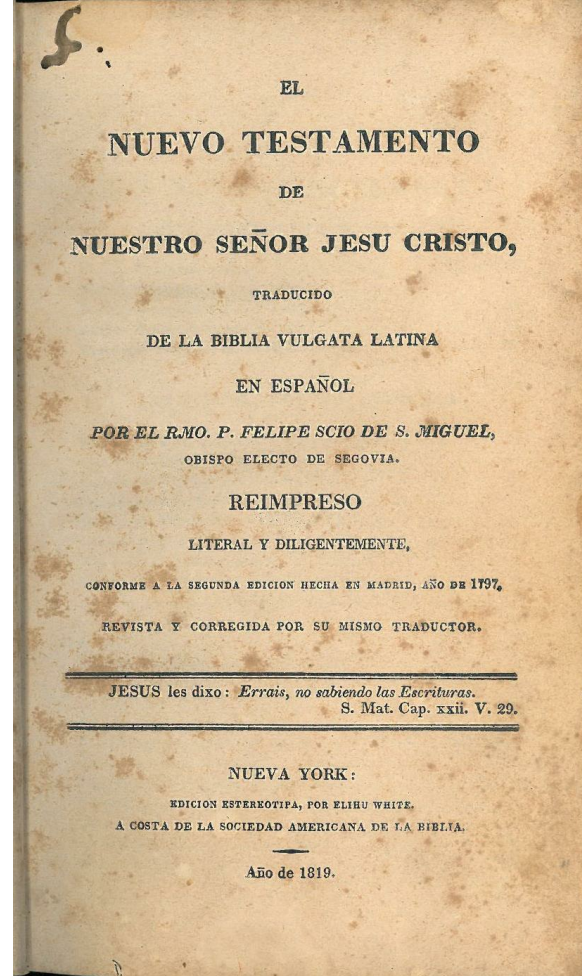 EL
NUEVO TESTAMENTO
DE
NUESTRO SEÑOR JESU CRISTO,
TRADUCIDO
DE LA BIBLIA VULGATA LATINA
EN ESPAÑOL
POR EL RMO. P. FELIPE SCIO DE S. MIGUEL,
OBISPO ELECTO DE SEGOVIA.
REIMPRESO
LITERAL Y DILIGENTEMENTE,
CONFORME A LA SEGUNDA EDICION HECHA EN MADRID, AÑO DE 1797,
REVISTA Y CORREGIDA POR SU MISMO TRADUCTOR.
JESUS les dixo: Errais, no sabiendo las Escrituras.
S. Mat. Cap. xxii. V. 29.
NUEVA YORK:
EDICION ESTEREOTIPA, POR ELIHU WHITE.
A COSTA DE LA SOCIEDAD AMERICANA DE LA BIBLIA.
Año de 1819.